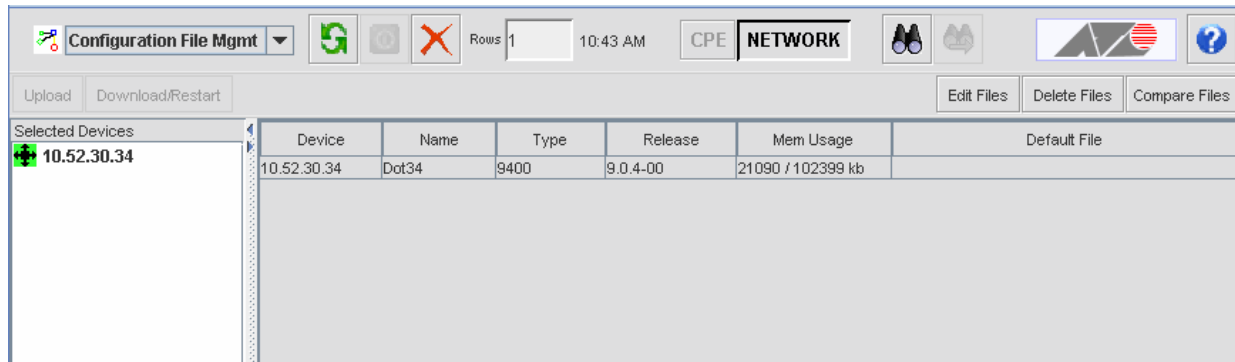 Configuration File Mgmt Rows 1 10:43 AM CPE NETWORK
Upload Download/Restart Edit Files Delete Files Compare Files
Selected Devices Device Name Type Release Mem Usage Default File
10.52.30.34
10.52.30.34 Dot34 9400 9.0.4-00 21090 / 102399 kb